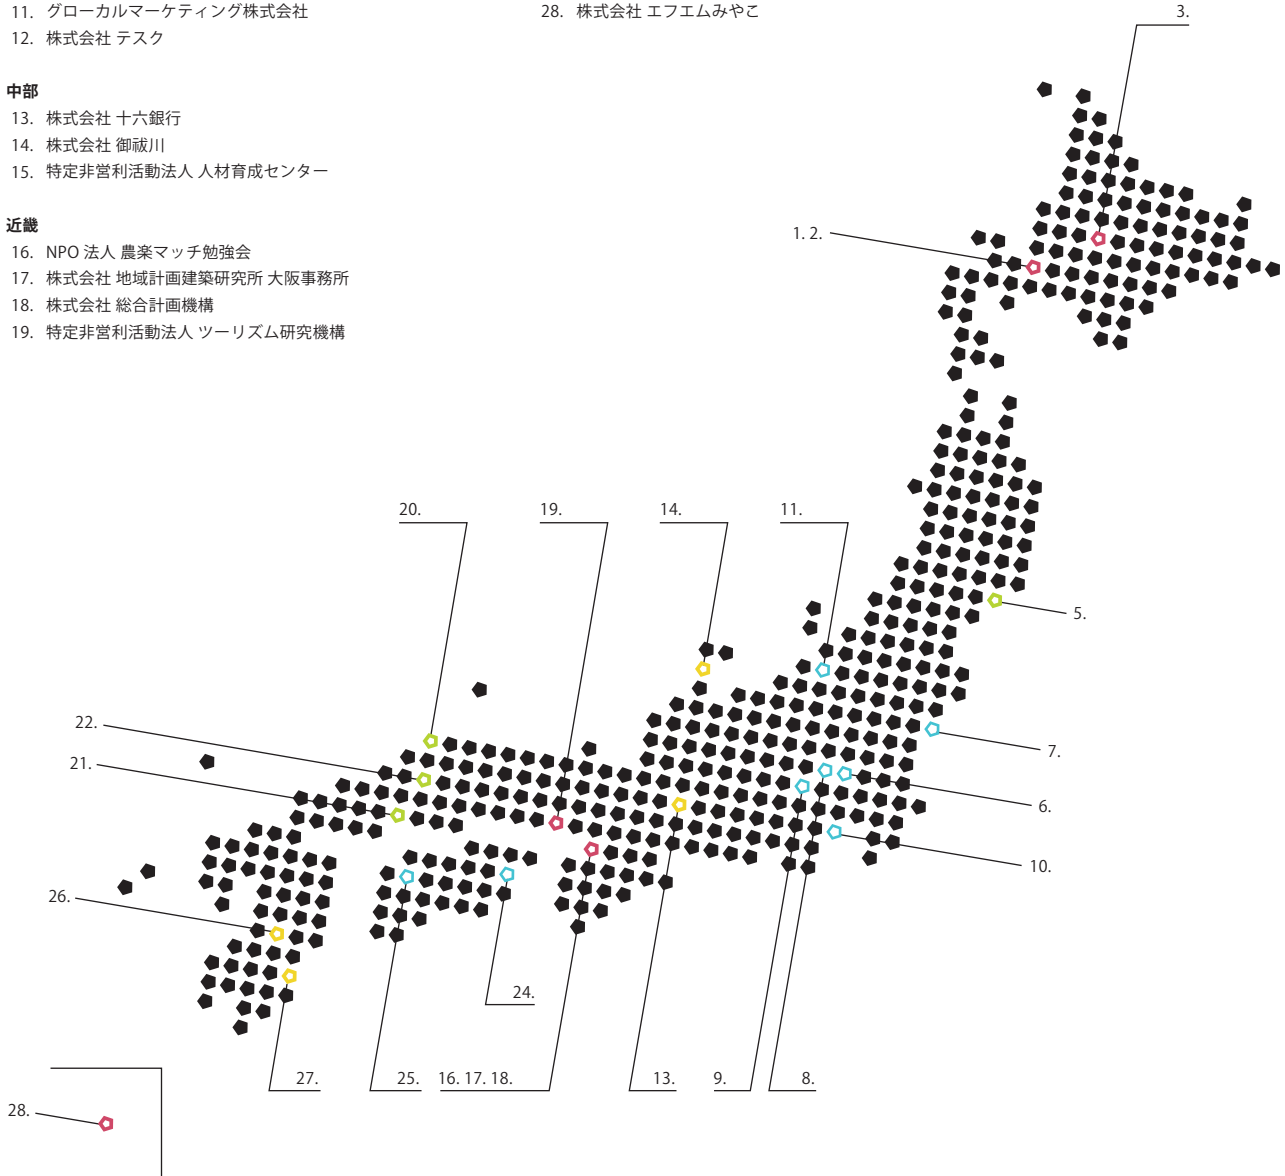 11. グローカルマーケティング株式会社
12. 株式会社 テスク
中部
13. 株式会社 十六銀行
14. 株式会社 御祓川
15. 特定非営利活動法人 人材育成センター
近畿
16. NPO 法人 農楽マッチ勉強会
17. 株式会社 地域計画建築研究所 大阪事務所
18. 株式会社 総合計画機構
19. 特定非営利活動法人 ツーリズム研究機構
28. 株式会社 エフエムみやこ
3.
1. 2.
20.
19.
14.
11.
5.
22.
21.
7.
6.
10.
26.
24.
27.
25.
16. 17. 18.
13.
9.
8.
28.